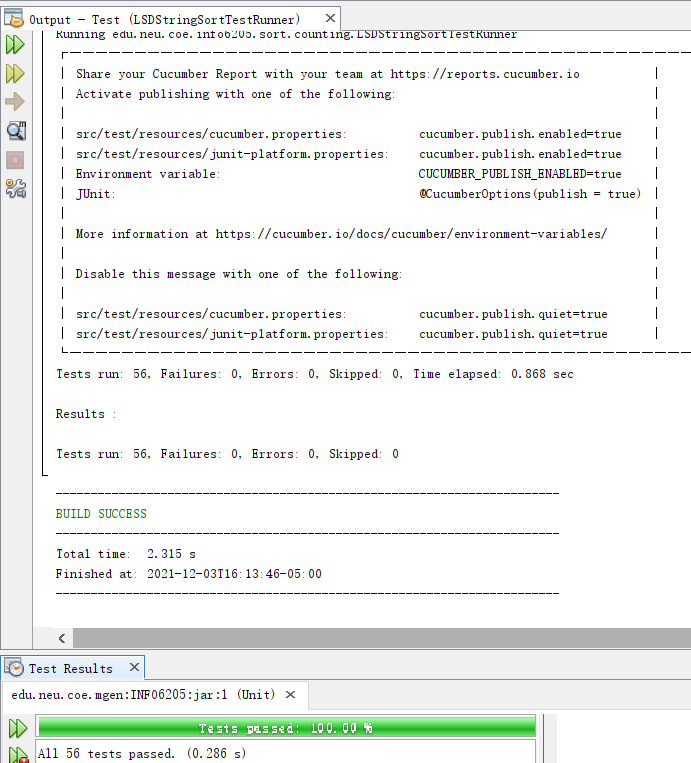 Output - Test (LSDStringSortTestRunner)
Running edu.neu.coe.info6205.sort.counting.LSDStringSortTestRunner
Share your Cucumber Report with your team at https://reports.cucumber.io
Activate publishing with one of the following:
src/test/resources/cucumber.properties: cucumber.publish.enabled=true
src/test/resources/junit-platform.properties: cucumber.publish.enabled=true
Environment variable: CUCUMBER_PUBLISH_ENABLED=true
JUnit: @CucumberOptions(publish = true)
More information at https://cucumber.io/docs/cucumber/environment-variables/
Disable this message with one of the following:
src/test/resources/cucumber.properties: cucumber.publish.quiet=true
src/test/resources/junit-platform.properties: cucumber.publish.quiet=true
Tests run: 56, Failures: 0, Errors: 0, Skipped: 0, Time elapsed: 0.868 sec
Results :
Tests run: 56, Failures: 0, Errors: 0, Skipped: 0
------------------------------------------------------------------------
BUILD SUCCESS
------------------------------------------------------------------------
Total time: 2.315 s
Finished at: 2021-12-03T16:13:46-05:00
------------------------------------------------------------------------
Test Results
edu.neu.coe.mgen:INFO6205:jar:1 (Unit)
Tests passed: 100.00 %
All 56 tests passed. (0.286 s)